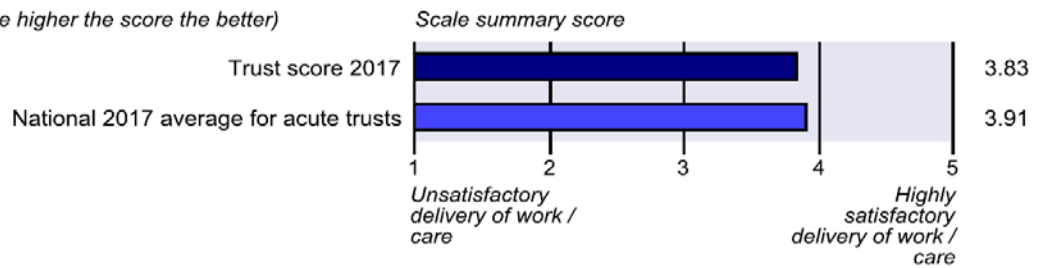 e higher the score the better)
Scale summary score
Trust score 2017
3.83
National 2017 average for acute trusts
3.91
1 2 3 4 5
Unsatisfactory
delivery of work /
care
Highly
satisfactory
delivery of work /
care